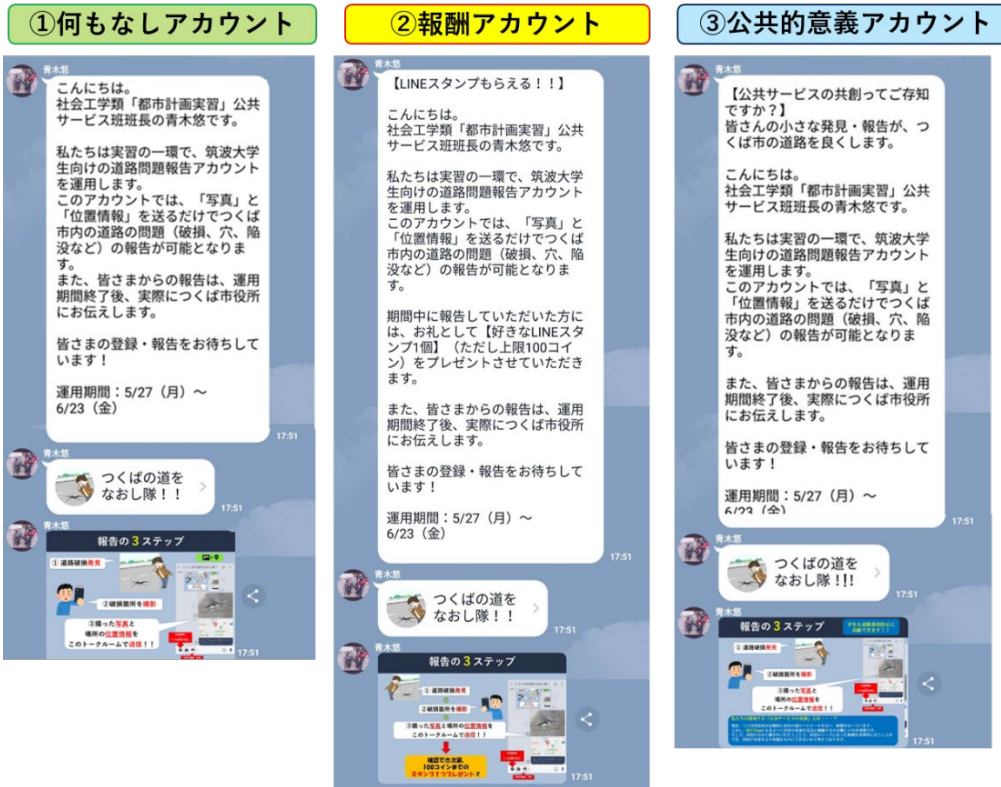 ①何もなしアカウント
青木悠
こんにちは。
社会工学類「都市計画実習」公共
サービス班班長の青木悠です。
私たちは実習の一環で、筑波大学
生向けの道路問題報告アカウント
を運用します。
このアカウントでは、「写真」と
「位置情報」を送るだけでつくば
市内の道路の問題（破損、穴、陥
没など）の報告が可能となりま
す。
また、皆さまからの報告は、運用
期間終了後、実際につくば市役所
にお伝えします。
皆さまの登録・報告をお待ちして
います！
運用期間：5/27（月）～
6/23（金）
17:51
青木悠
つくばの道を
なおし隊！！
17:51
青木悠
報告の3ステップ
①道路破損発見
②破損箇所を撮影
③撮った写真と
場所の位置情報を
このトークルームで送信！！
17:51
②報酬アカウント
青木悠
【LINEスタンプもらえる！！】
こんにちは。
社会工学類「都市計画実習」公共
サービス班班長の青木悠です。
私たちは実習の一環で、筑波大学
生向けの道路問題報告アカウント
を運用します。
このアカウントでは、「写真」と
「位置情報」を送るだけでつくば
市内の道路の問題（破損、穴、陥
没など）の報告が可能となりま
す。
期間中に報告していただいた方に
は、お礼として【好きなLINEスタ
ンプ1個】（ただし上限100コイ
ン）をプレゼントさせていただき
ます。
また、皆さまからの報告は、運用
期間終了後、実際につくば市役所
にお伝えします。
皆さまの登録・報告をお待ちして
います！
運用期間：5/27（月）～
6/23（金）
17:51
青木悠
つくばの道を
なおし隊！！
17:51
青木悠
報告の3ステップ
①道路破損発見
②破損箇所を撮影
③撮った写真と場所の位置情報を
このトークルームで送信！！
確認でき次第、
100コインまでの
スタンプ1つプレゼント!!
17:51
③公共的意義アカウント
青木悠
【公共サービスの共創ってご存知
ですか？】
皆さんの小さな発見・報告が、つ
くば市の道路を良くします。
こんにちは。
社会工学類「都市計画実習」公共
サービス班班長の青木悠です。
私たちは実習の一環で、筑波大学
生向けの道路問題報告アカウント
を運用します。
このアカウントでは、「写真」と
「位置情報」を送るだけでつくば
市内の道路の問題（破損、穴、陥
没など）の報告が可能となりま
す。
また、皆さまからの報告は、運用
期間終了後、実際につくば市役所
にお伝えします。
皆さまの登録・報告をお待ちして
います！
運用期間：5/27（月）～
6/23（金）
17:51
青木悠
つくばの道を
なおし隊！！
17:51
青木悠
報告の3ステップ
①道路破損発見
②破損箇所を撮影
③撮った写真と
場所の位置情報を
このトークルームで送信！！
17:51